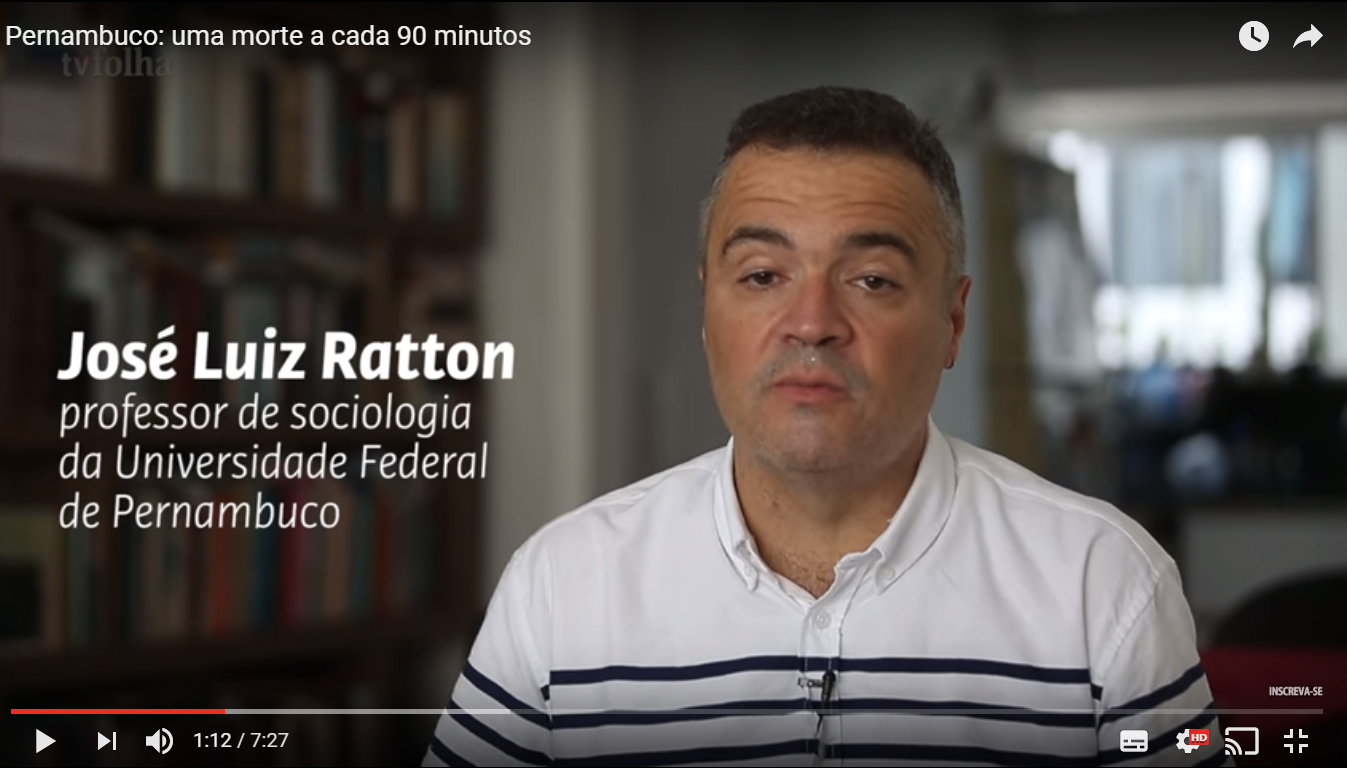 Pernambuco: uma morte a cada 90 minutos
tvfolha
José Luiz Ratton
professor de sociologia
da Universidade Federal
de Pernambuco
INSCREVA-SE
1:12 / 7:27
HD